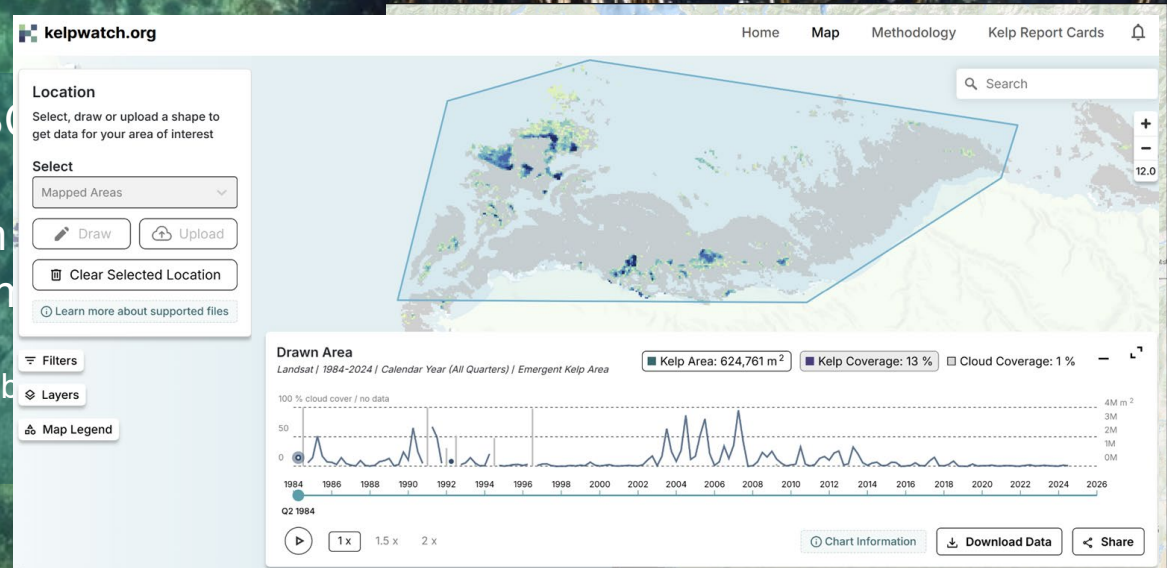 kelpwatch.org
Home Map Methodology Kelp Report Cards
Location
Select, draw or upload a shape to
get data for your area of interest
Select
Mapped Areas
Draw Upload
Clear Selected Location
Learn more about supported files
Filters
Layers
Map Legend
Search
+
−
12.0
Drawn Area
Landsat | 1984-2024 | Calendar Year (All Quarters) | Emergent Kelp Area
Kelp Area: 624,761 m² Kelp Coverage: 13 % Cloud Coverage: 1 %
100 % cloud cover / no data
50
0
4M m²
3M
2M
1M
0M
1984 1986 1988 1990 1992 1994 1996 1998 2000 2002 2004 2006 2008 2010 2012 2014 2016 2018 2020 2022 2024 2026
Q2 1984
1 x 1.5 x 2 x
Chart Information Download Data Share